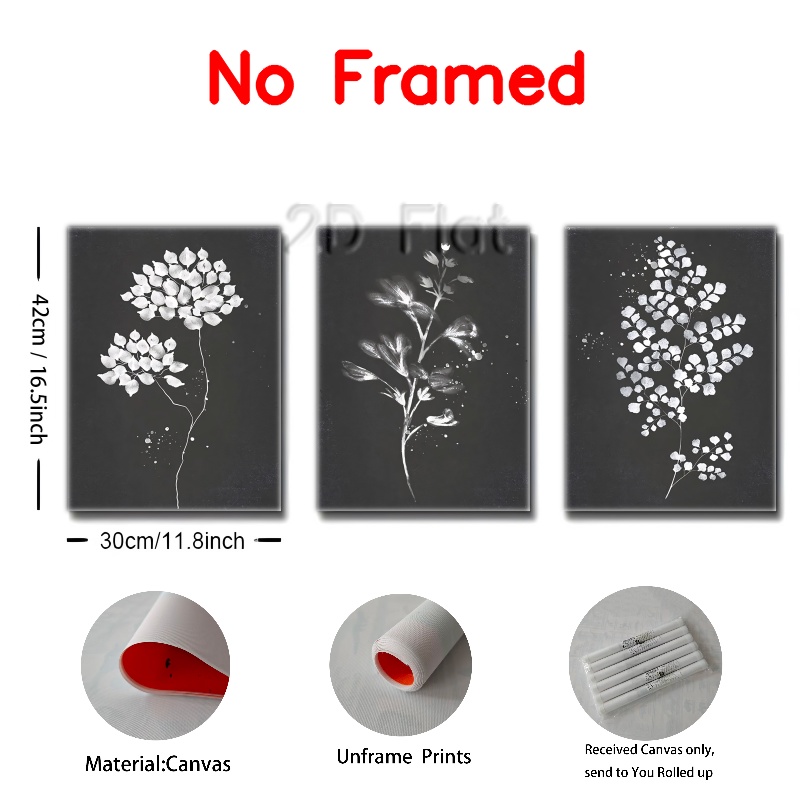 No Framed
2D Flat
42cm / 16.5inch
30cm/11.8inch
Material:Canvas
Unframe Prints
Received Canvas only,
send to You Rolled up